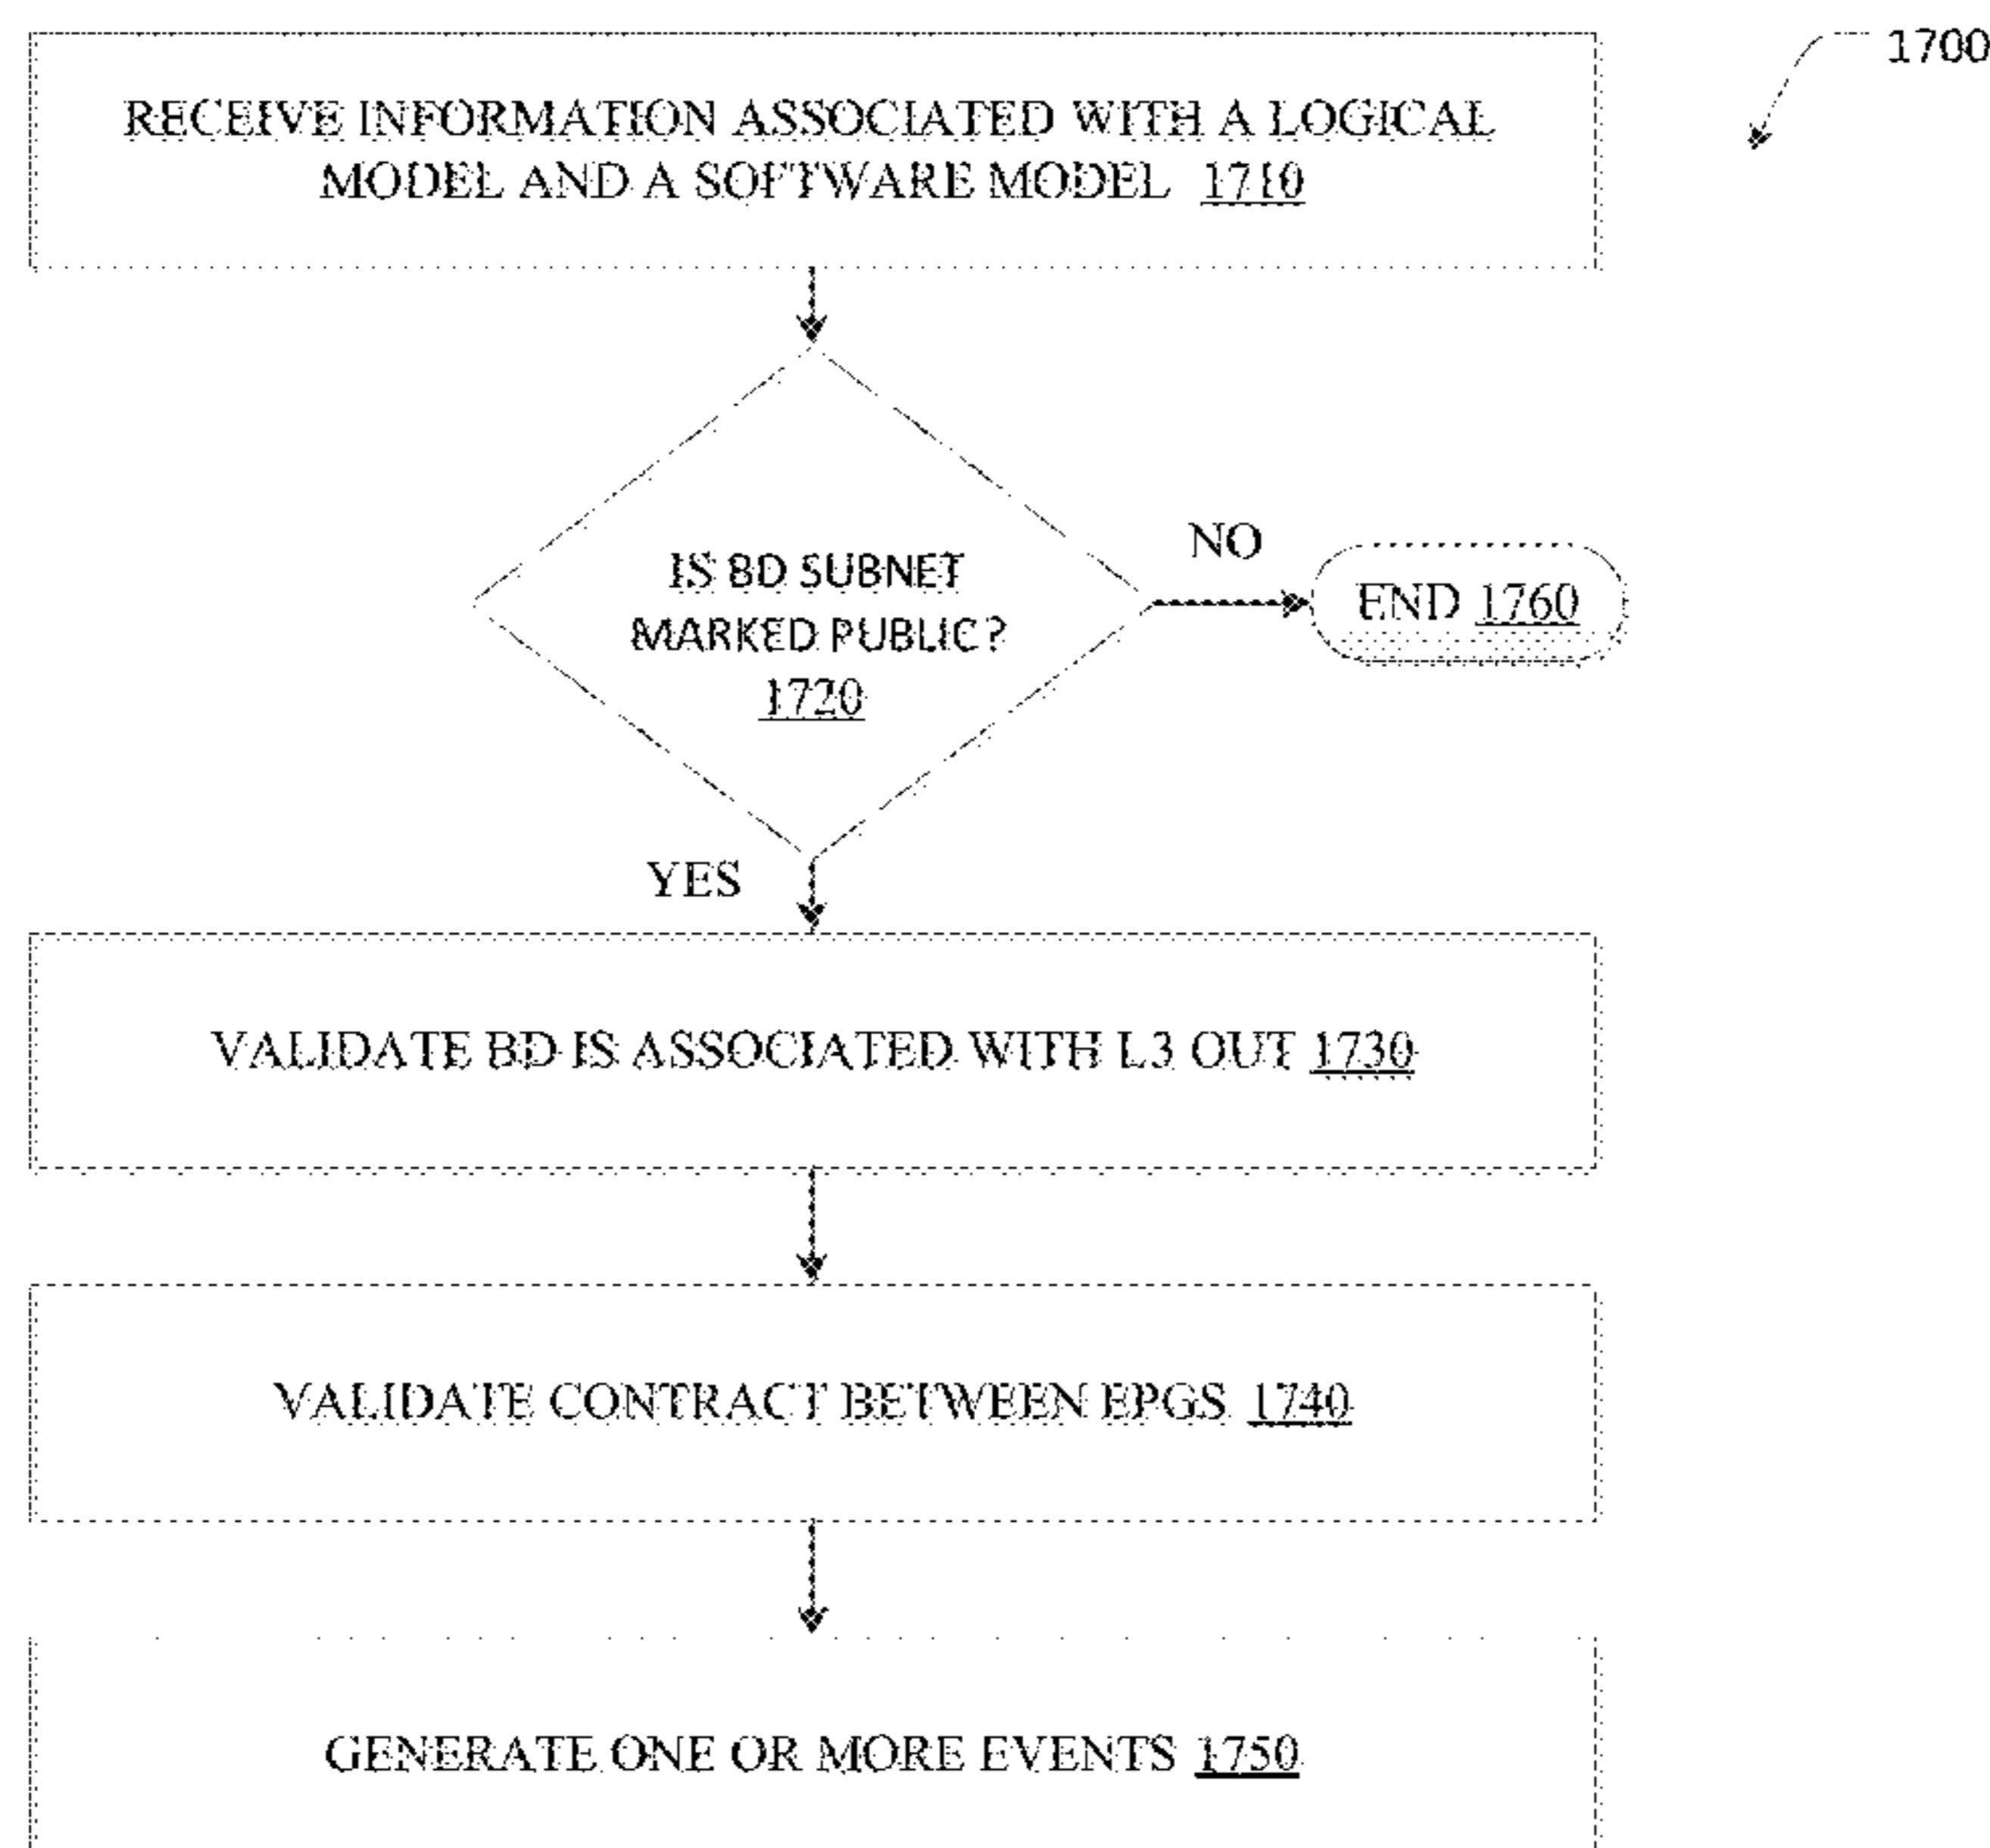 1700
RECEIVE INFORMATION ASSOCIATED WITH A LOGICAL
MODEL AND A SOFTWARE MODEL 1710
IS BD SUBNET
MARKED PUBLIC?
1720
NO
END 1760
YES
VALIDATE BD IS ASSOCIATED WITH L3 OUT 1730
VALIDATE CONTRACT BETWEEN EPGS 1740
GENERATE ONE OR MORE EVENTS 1750